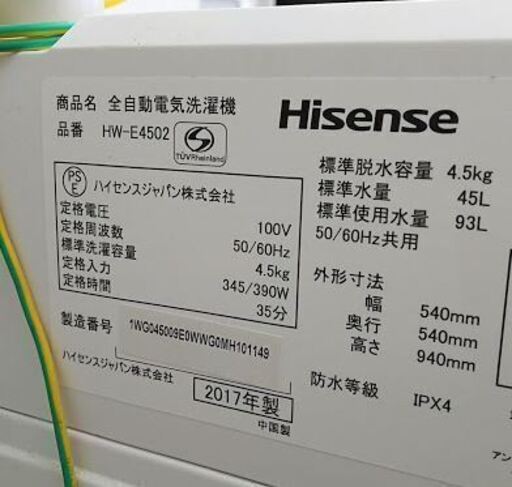 商品名 全自動電気洗濯機
品番 HW-E4502
TÜVRheinland
Hisense
PS
E
ハイセンスジャパン株式会社
定格電圧 100V
定格周波数 50/60Hz
標準洗濯容量 4.5kg
定格入力 345/390W
定格時間 35分
製造番号 1WG045009E0WWG0MH101149
ハイセンスジャパン株式会社
2017年製
中国製
標準脱水容量 4.5kg
標準水量 45L
標準使用水量 93L
50/60Hz共用
外形寸法
幅 540mm
奥行 540mm
高さ 940mm
防水等級 IPX4
アン